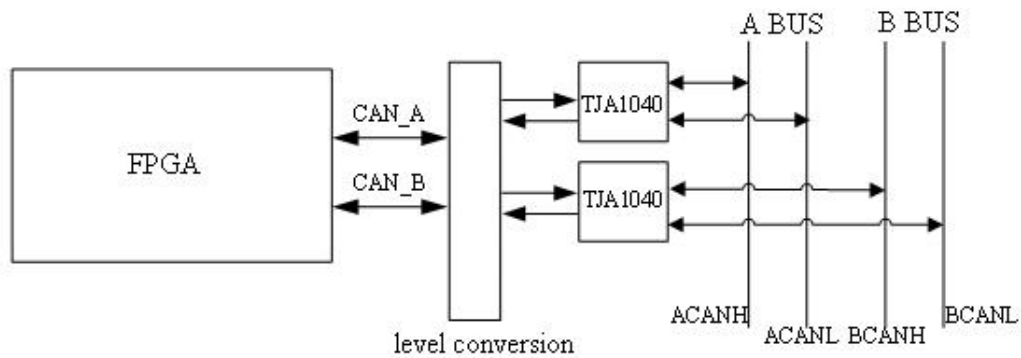 A BUS B BUS
TJA1040
CAN_A
FPGA
CAN_B
TJA1040
ACANH
BCANL
ACANL BCANH
level conversion